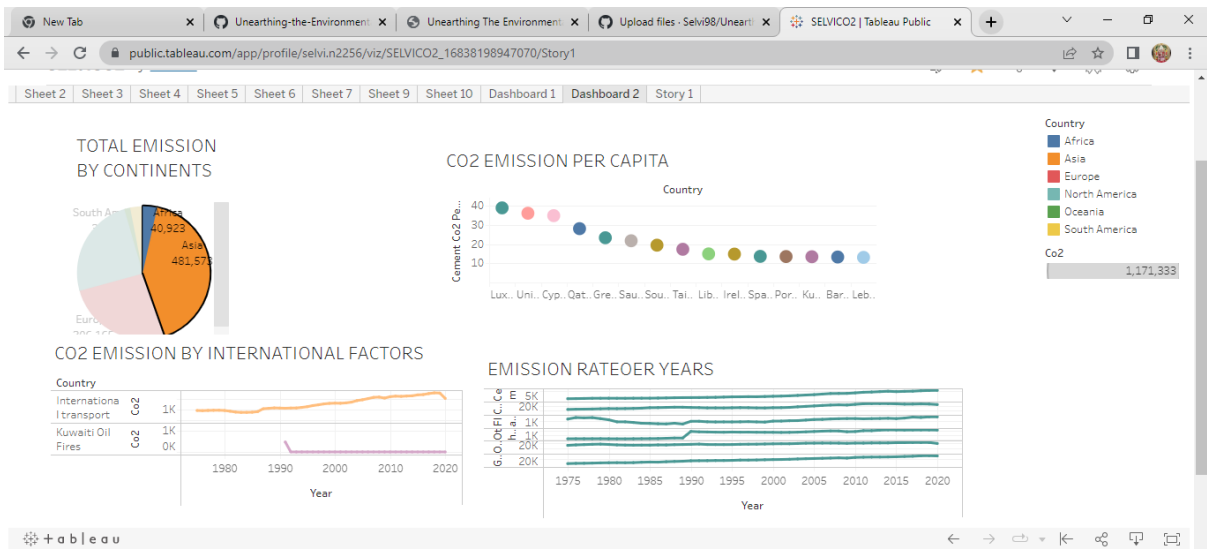 New Tab
Unearthing-the-Environment
Unearthing The Environment
Upload files · Selvi98/Uneart
SELVICO2 | Tableau Public
public.tableau.com/app/profile/selvi.n2256/viz/SELVICO2_16838198947070/Story1
Sheet 2 Sheet 3 Sheet 4 Sheet 5 Sheet 6 Sheet 7 Sheet 9 Sheet 10 Dashboard 1 Dashboard 2 Story 1
TOTAL EMISSION
BY CONTINENTS
South A
Africa
40,923
Asia
481,573
Euro
CO2 EMISSION PER CAPITA
Country
Cement Co2 Pe..
40
30
20
10
Lux.. Uni.. Cyp.. Qat.. Gre.. Sau.. Sou.. Tai.. Lib.. Irel.. Spa.. Por.. Ku.. Bar.. Leb..
Country
Africa
Asia
Europe
North America
Oceania
South America
Co2
1,171,333
CO2 EMISSION BY INTERNATIONAL FACTORS
Country
Internationa
l transport
Co2
1K
Kuwaiti Oil
Fires
Co2
1K
0K
1980 1990 2000 2010 2020
Year
EMISSION RATEOER YEARS
5K
20K
1K
1K
20K
20K
1975 1980 1985 1990 1995 2000 2005 2010 2015 2020
Year
+ a b | e a u